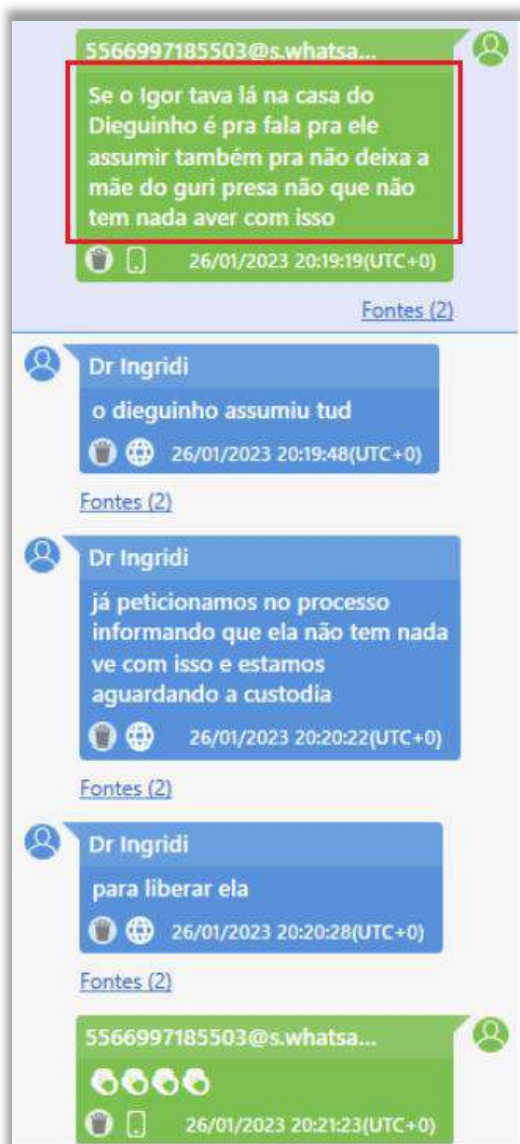 5566997185503@s.whatsa...
Se o Igor tava lá na casa do
Dieguinho é pra fala pra ele
assumir também pra não deixa a
mãe do guri presa não que não
tem nada aver com isso
26/01/2023 20:19:19(UTC+0)
Fontes (2)
Dr Ingridi
o dieguinho assumiu tud
26/01/2023 20:19:48(UTC+0)
Fontes (2)
Dr Ingridi
já peticionamos no processo
informando que ela não tem nada
ve com isso e estamos
aguardando a custodia
26/01/2023 20:20:22(UTC+0)
Fontes (2)
Dr Ingridi
para liberar ela
26/01/2023 20:20:28(UTC+0)
Fontes (2)
5566997185503@s.whatsa...
26/01/2023 20:21:23(UTC+0)